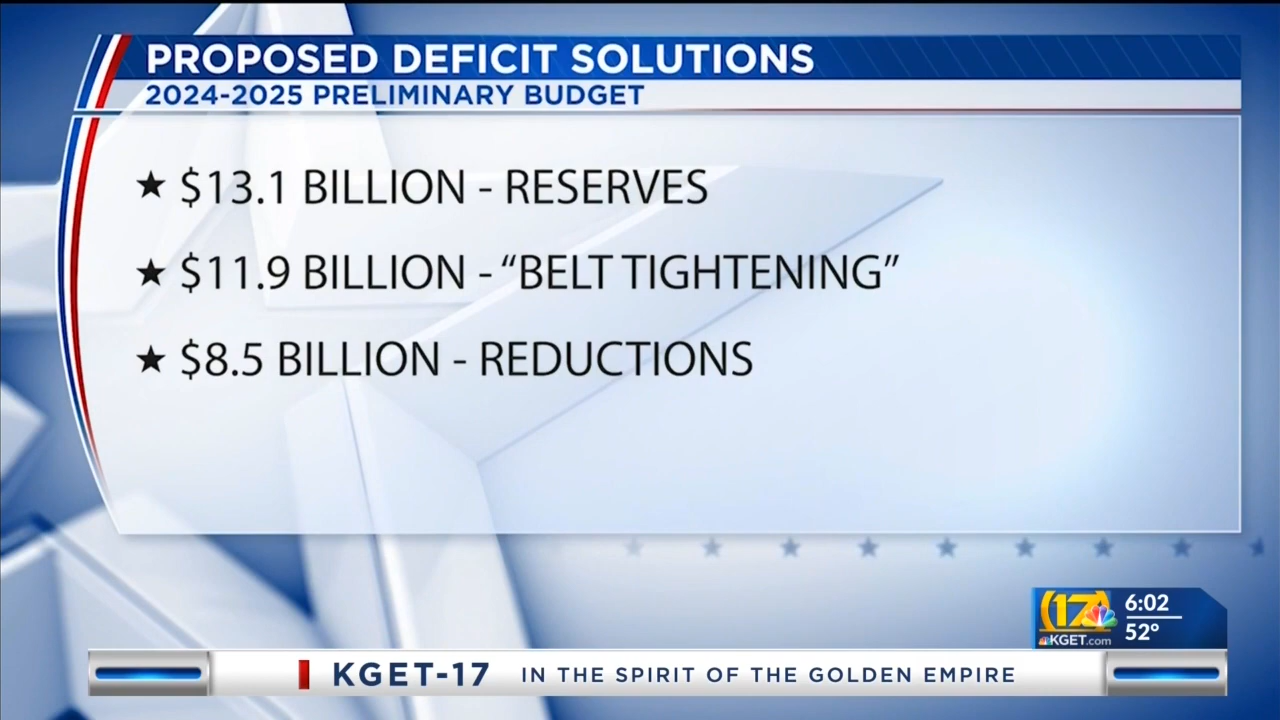 PROPOSED DEFICIT SOLUTIONS
2024-2025 PRELIMINARY BUDGET
★ $13.1 BILLION - RESERVES
★ $11.9 BILLION - “BELT TIGHTENING”
★ $8.5 BILLION - REDUCTIONS
17
KGET.com
6:02
52°
KGET-17 IN THE SPIRIT OF THE GOLDEN EMPIRE